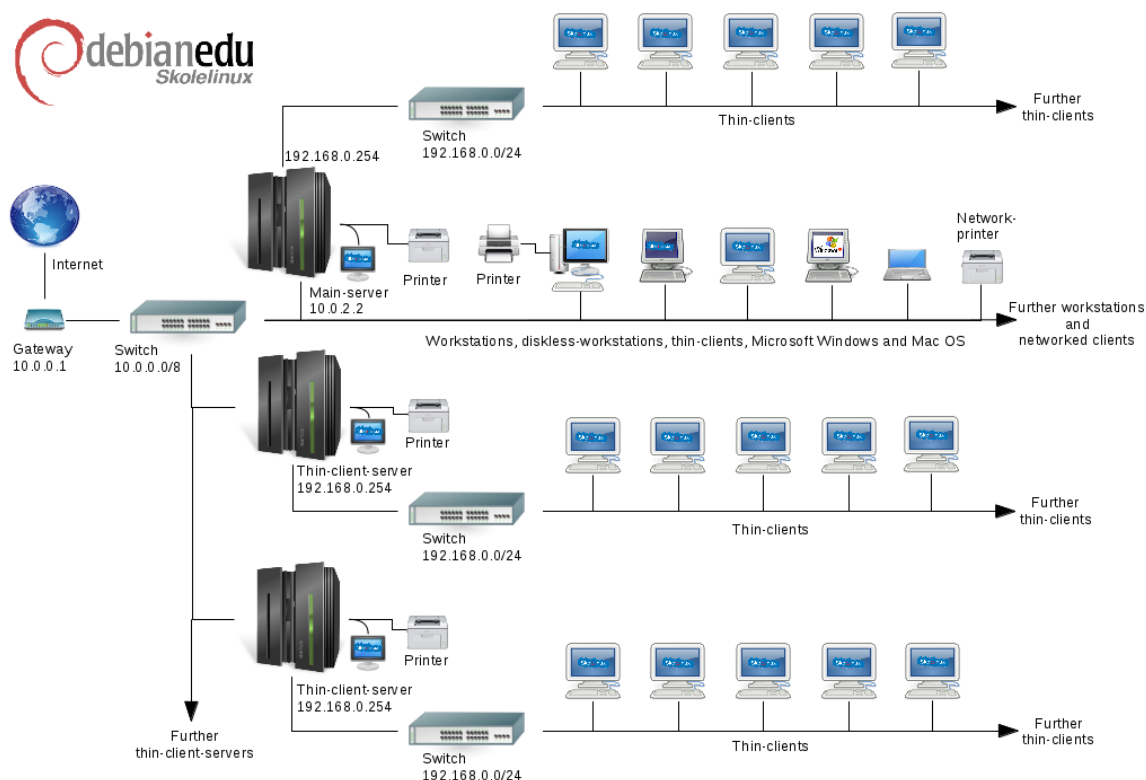 debianedu
Skolelinux
Further
thin-clients
Thin-clients
Switch
192.168.0.0/24
192.168.0.254
Internet
Gateway
10.0.0.1
Switch
10.0.0.0/8
Main-server
10.0.2.2
Printer
Printer
Windows
Network-
printer
Further workstations
and
networked clients
Workstations, diskless-workstations, thin-clients, Microsoft Windows and Mac OS
Printer
Thin-client-server
192.168.0.254
Switch
192.168.0.0/24
Thin-clients
Further
thin-clients
Printer
Thin-client-server
192.168.0.254
Switch
192.168.0.0/24
Thin-clients
Further
thin-clients
Further
thin-client-servers